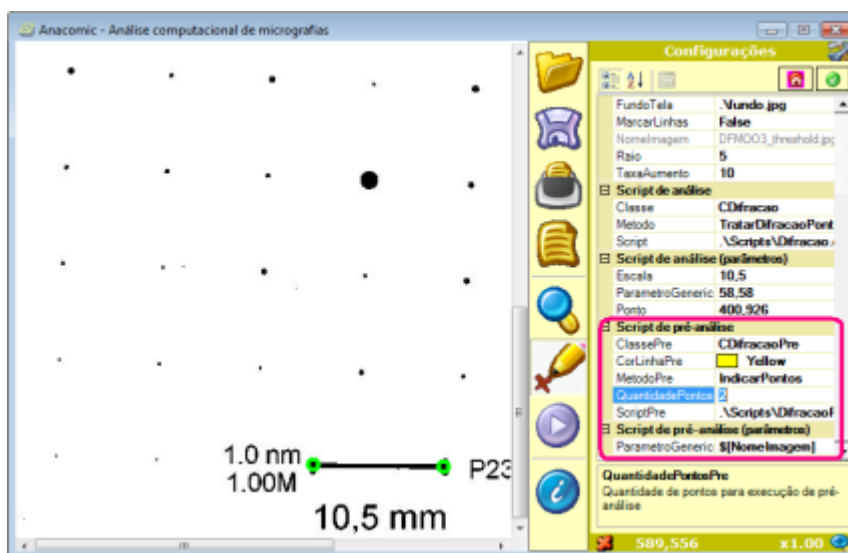 Anacomic - Análise computacional de micrografias
Configurações
FundoTela .\fundo.jpg
MarcarLinhas False
NomeImagem DFM003_threshold.jpg
Raio 5
TaxaAumento 10
Script de análise
Classe CDifracao
Metodo TratarDifracaoPont
Script .\Scripts\Difracao.
Script de análise (parâmetros)
Escala 10,5
ParametroGeneric 58,58
Ponto 400,926
Script de pré-análise
ClassePre CDifracaoPre
CorLinhaPre Yellow
MetodoPre IndicarPontos
QuantidadePontos 2
ScriptPre .\Scripts\DifracaoF
Script de pré-análise (parâmetros)
ParametroGeneric $[NomeImagem]
QuantidadePontosPre
Quantidade de pontos para execução de pré-
análise
589,556 x1.00
1.0 nm
1.00M
P23
10,5 mm